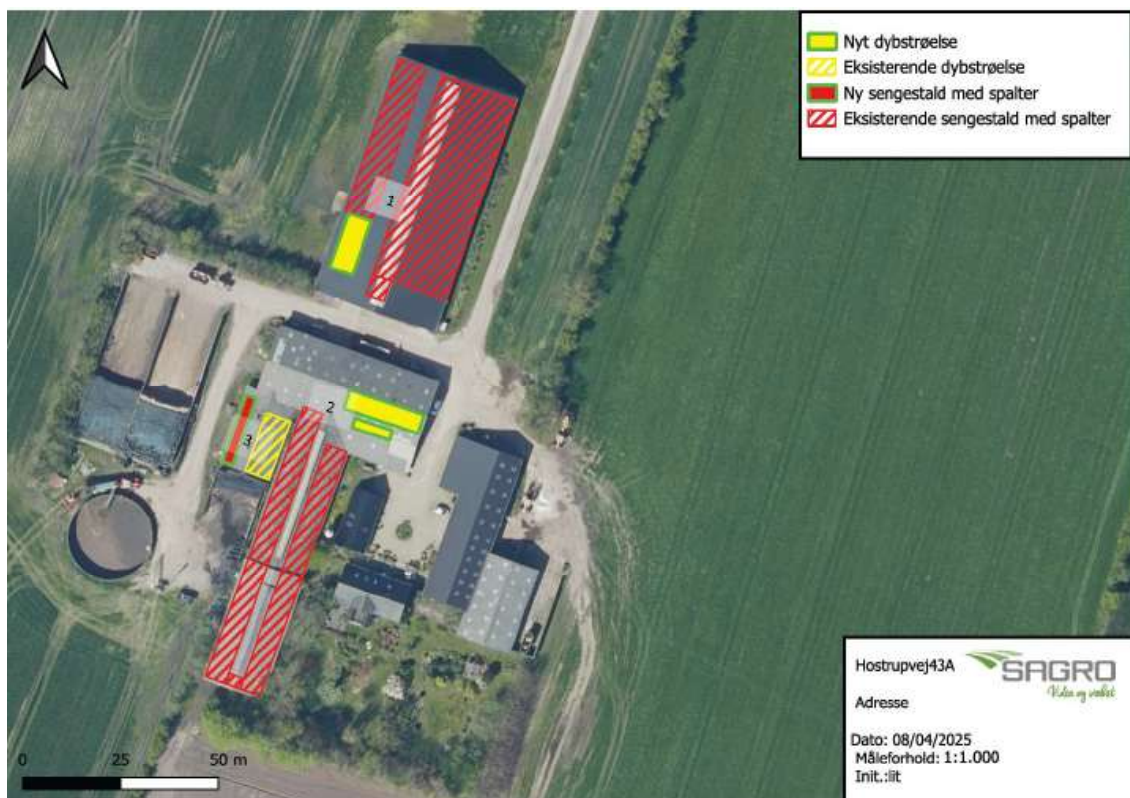 Nyt dybstrøelse
Eksisterende dybstrøelse
Ny sengestald med spalter
Eksisterende sengestald med spalter
1
2
3
0 25 50 m
Hostrupvej43A
SAGRO
Viden og vækst
Adresse
Dato: 08/04/2025
Måleforhold: 1:1.000
Init.:lit